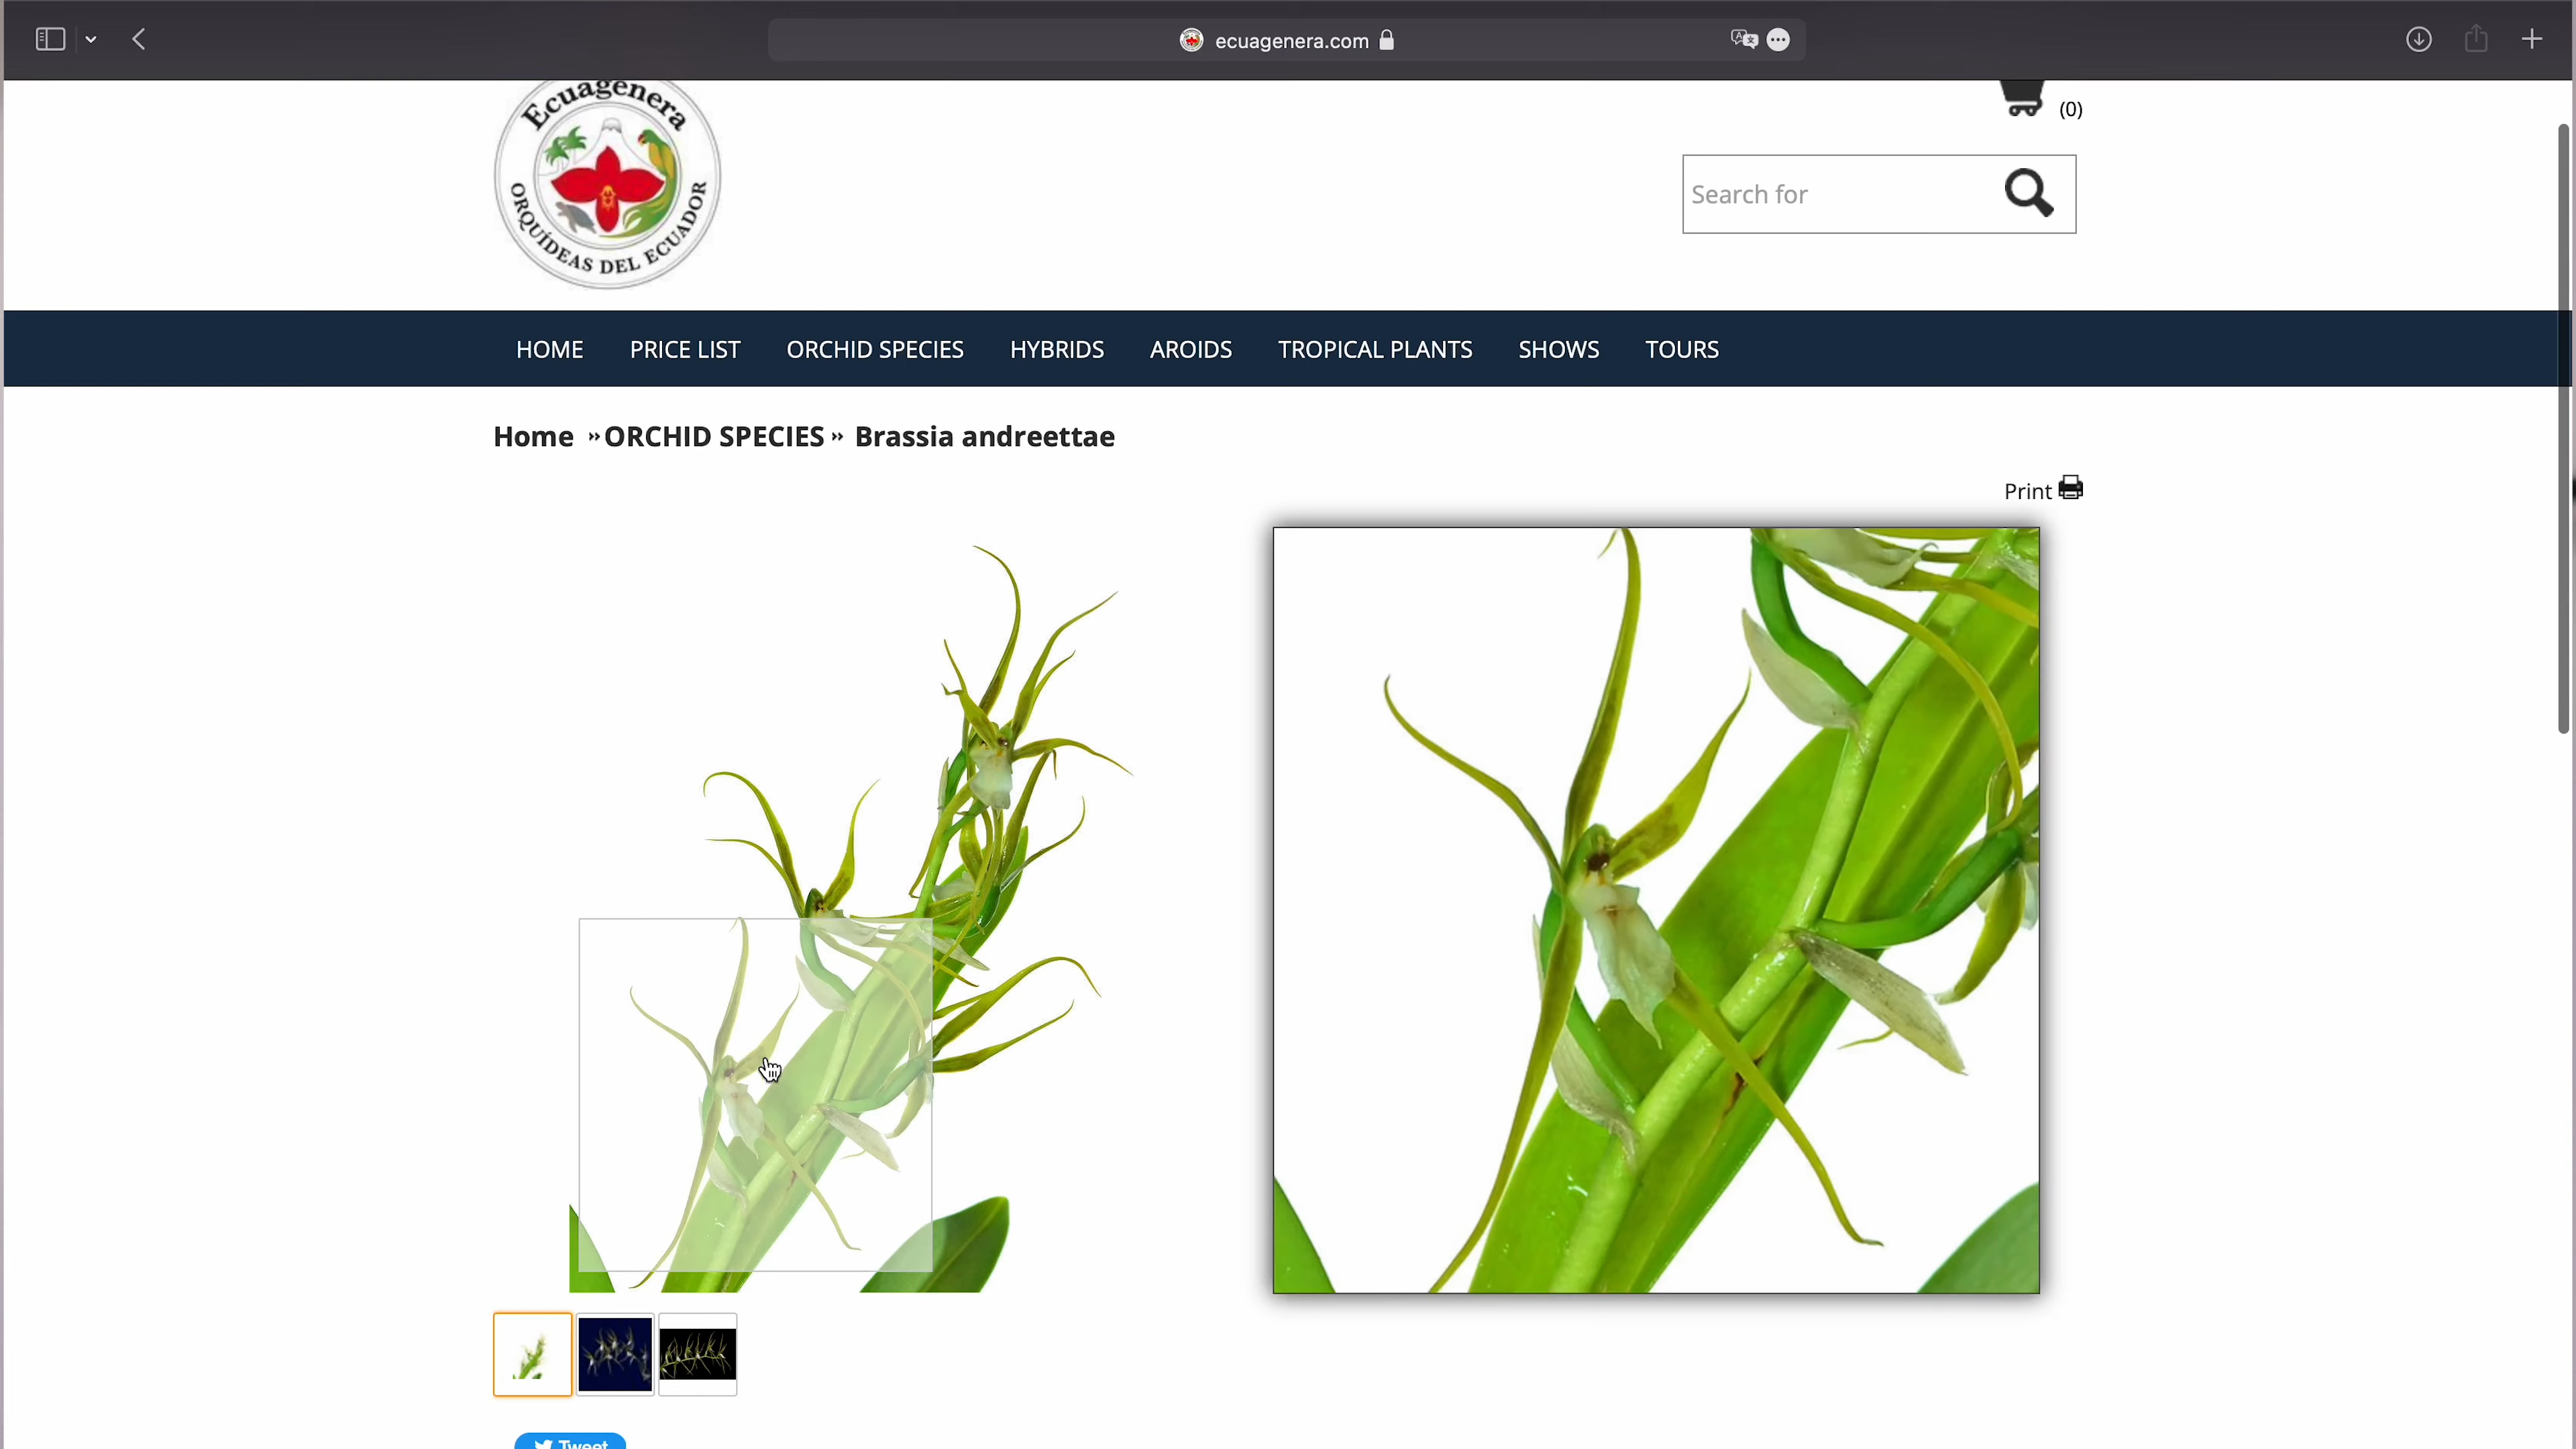 ecuagenera.com
Ecuagenera
ORQUÍDEAS DEL ECUADOR
(0)
Search for
HOME PRICE LIST ORCHID SPECIES HYBRIDS AROIDS TROPICAL PLANTS SHOWS TOURS
Home » ORCHID SPECIES » Brassia andreettae
Print
Tweet